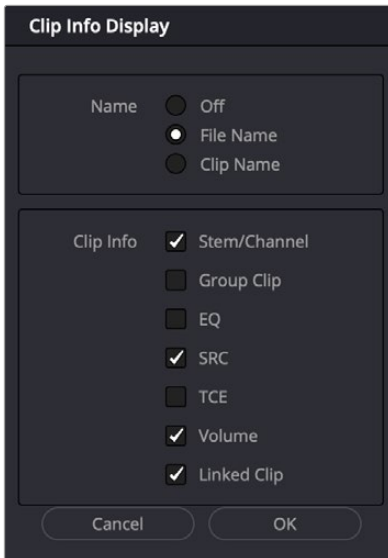 Clip Info Display
Name Off
File Name
Clip Name
Clip Info Stem/Channel
Group Clip
EQ
SRC
TCE
Volume
Linked Clip
Cancel OK